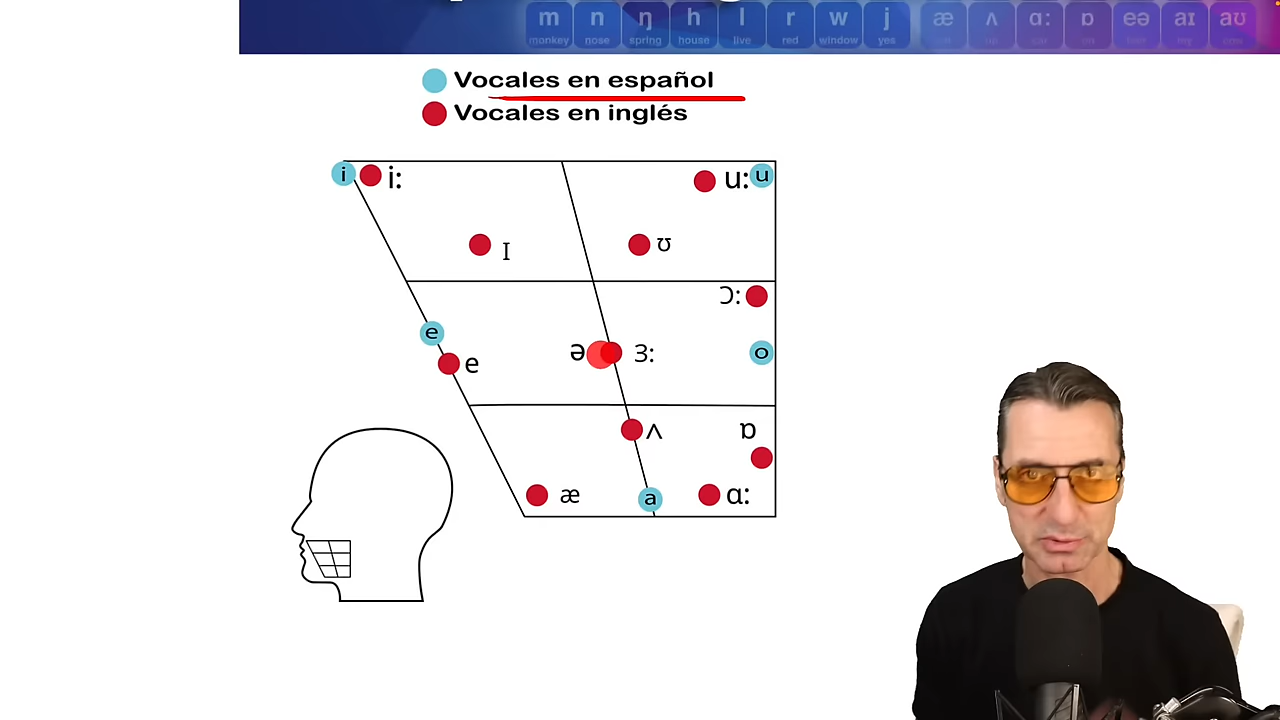 m n ŋ h l r w j æ ʌ ɑ: ɒ eə aɪ aʊ
monkey nose spring house live red window yes
Vocales en español
Vocales en inglés
i i: u: u
ɪ ʊ
ɔ:
e
ə ɜ: o
e
ʌ ɒ
æ a ɑ: